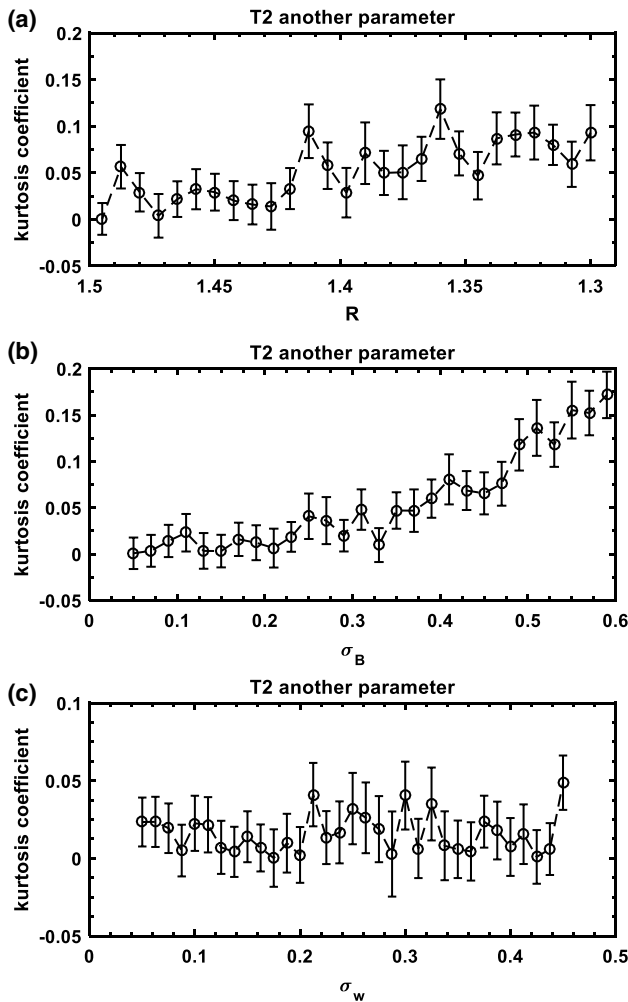 (a)
T2 another parameter
kurtosis coefficient
0.2
0.15
0.1
0.05
0
-0.05
1.5
1.45
1.4
1.35
1.3
R
(b)
T2 another parameter
kurtosis coefficient
0.2
0.15
0.1
0.05
0
-0.05
0
0.1
0.2
0.3
0.4
0.5
0.6
σ_B
(c)
T2 another parameter
kurtosis coefficient
0.1
0.05
0
-0.05
0
0.1
0.2
0.3
0.4
0.5
σ_w